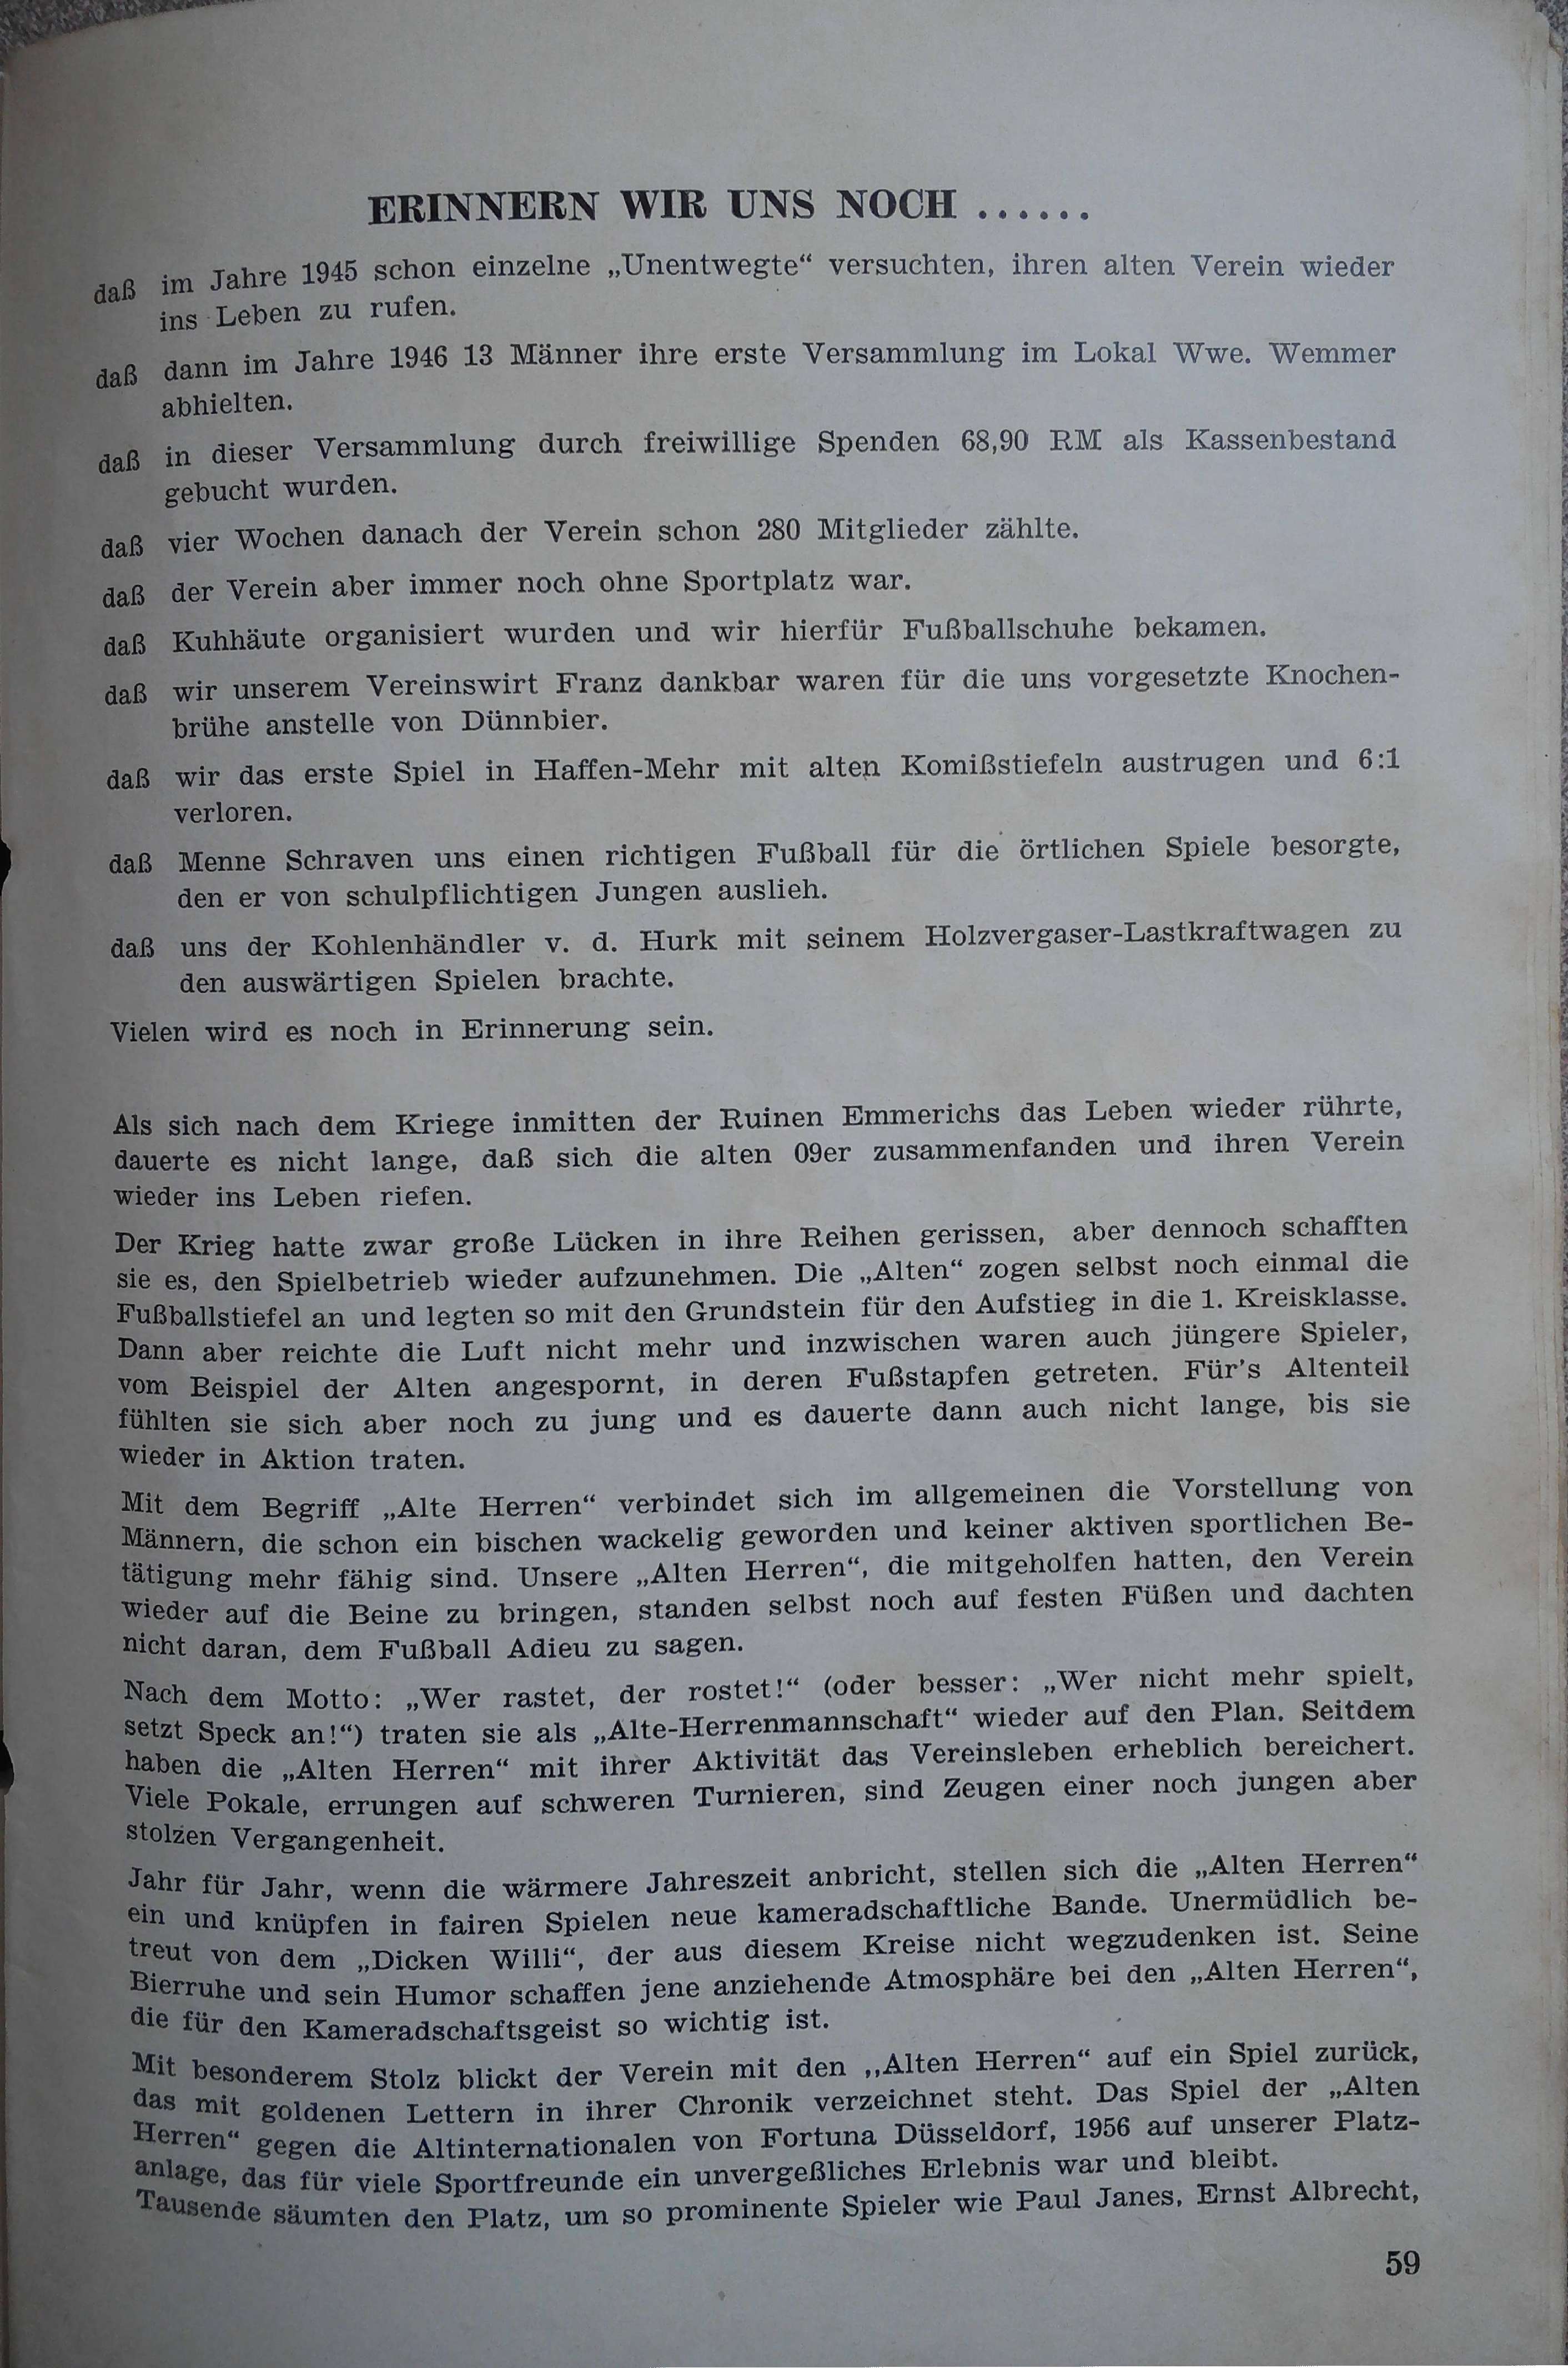 ERINNERN WIR UNS NOCH ......
daß im Jahre 1945 schon einzelne „Unentwegte“ versuchten, ihren alten Verein wieder
ins Leben zu rufen.
daß dann im Jahre 1946 13 Männer ihre erste Versammlung im Lokal Wwe. Wemmer
abhielten.
daß in dieser Versammlung durch freiwillige Spenden 68,90 RM als Kassenbestand
gebucht wurden.
daß vier Wochen danach der Verein schon 280 Mitglieder zählte.
daß der Verein aber immer noch ohne Sportplatz war.
daß Kuhhäute organisiert wurden und wir hierfür Fußballschuhe bekamen.
daß wir unserem Vereinswirt Franz dankbar waren für die uns vorgesetzte Knochen-
brühe anstelle von Dünnbier.
daß wir das erste Spiel in Haffen-Mehr mit alten Komißstiefeln austrugen und 6:1
verloren.
daß Menne Schraven uns einen richtigen Fußball für die örtlichen Spiele besorgte,
den er von schulpflichtigen Jungen auslieh.
daß uns der Kohlenhändler v. d. Hurk mit seinem Holzvergaser-Lastkraftwagen zu
den auswärtigen Spielen brachte.
Vielen wird es noch in Erinnerung sein.
Als sich nach dem Kriege inmitten der Ruinen Emmerichs das Leben wieder rührte,
dauerte es nicht lange, daß sich die alten 09er zusammenfanden und ihren Verein
wieder ins Leben riefen.
Der Krieg hatte zwar große Lücken in ihre Reihen gerissen, aber dennoch schafften
sie es, den Spielbetrieb wieder aufzunehmen. Die „Alten“ zogen selbst noch einmal die
Fußballstiefel an und legten so mit den Grundstein für den Aufstieg in die 1. Kreisklasse.
Dann aber reichte die Luft nicht mehr und inzwischen waren auch jüngere Spieler,
vom Beispiel der Alten angespornt, in deren Fußstapfen getreten. Für's Altenteil
fühlten sie sich aber noch zu jung und es dauerte dann auch nicht lange, bis sie
wieder in Aktion traten.
Mit dem Begriff „Alte Herren“ verbindet sich im allgemeinen die Vorstellung von
Männern, die schon ein bischen wackelig geworden und keiner aktiven sportlichen Be-
tätigung mehr fähig sind. Unsere „Alten Herren“, die mitgeholfen hatten, den Verein
wieder auf die Beine zu bringen, standen selbst noch auf festen Füßen und dachten
nicht daran, dem Fußball Adieu zu sagen.
Nach dem Motto: „Wer rastet, der rostet!“ (oder besser: „Wer nicht mehr spielt,
setzt Speck an!“) traten sie als „Alte-Herrenmannschaft“ wieder auf den Plan. Seitdem
haben die „Alten Herren“ mit ihrer Aktivität das Vereinsleben erheblich bereichert.
Viele Pokale, errungen auf schweren Turnieren, sind Zeugen einer noch jungen aber
stolzen Vergangenheit.
Jahr für Jahr, wenn die wärmere Jahreszeit anbricht, stellen sich die „Alten Herren“
ein und knüpfen in fairen Spielen neue kameradschaftliche Bande. Unermüdlich be-
treut von dem „Dicken Willi“, der aus diesem Kreise nicht wegzudenken ist. Seine
Bierruhe und sein Humor schaffen jene anziehende Atmosphäre bei den „Alten Herren“,
die für den Kameradschaftsgeist so wichtig ist.
Mit besonderem Stolz blickt der Verein mit den ,,Alten Herren“ auf ein Spiel zurück,
das mit goldenen Lettern in ihrer Chronik verzeichnet steht. Das Spiel der „Alten
Herren“ gegen die Altinternationalen von Fortuna Düsseldorf, 1956 auf unserer Platz-
anlage, das für viele Sportfreunde ein unvergeßliches Erlebnis war und bleibt.
Tausende säumten den Platz, um so prominente Spieler wie Paul Janes, Ernst Albrecht,
59